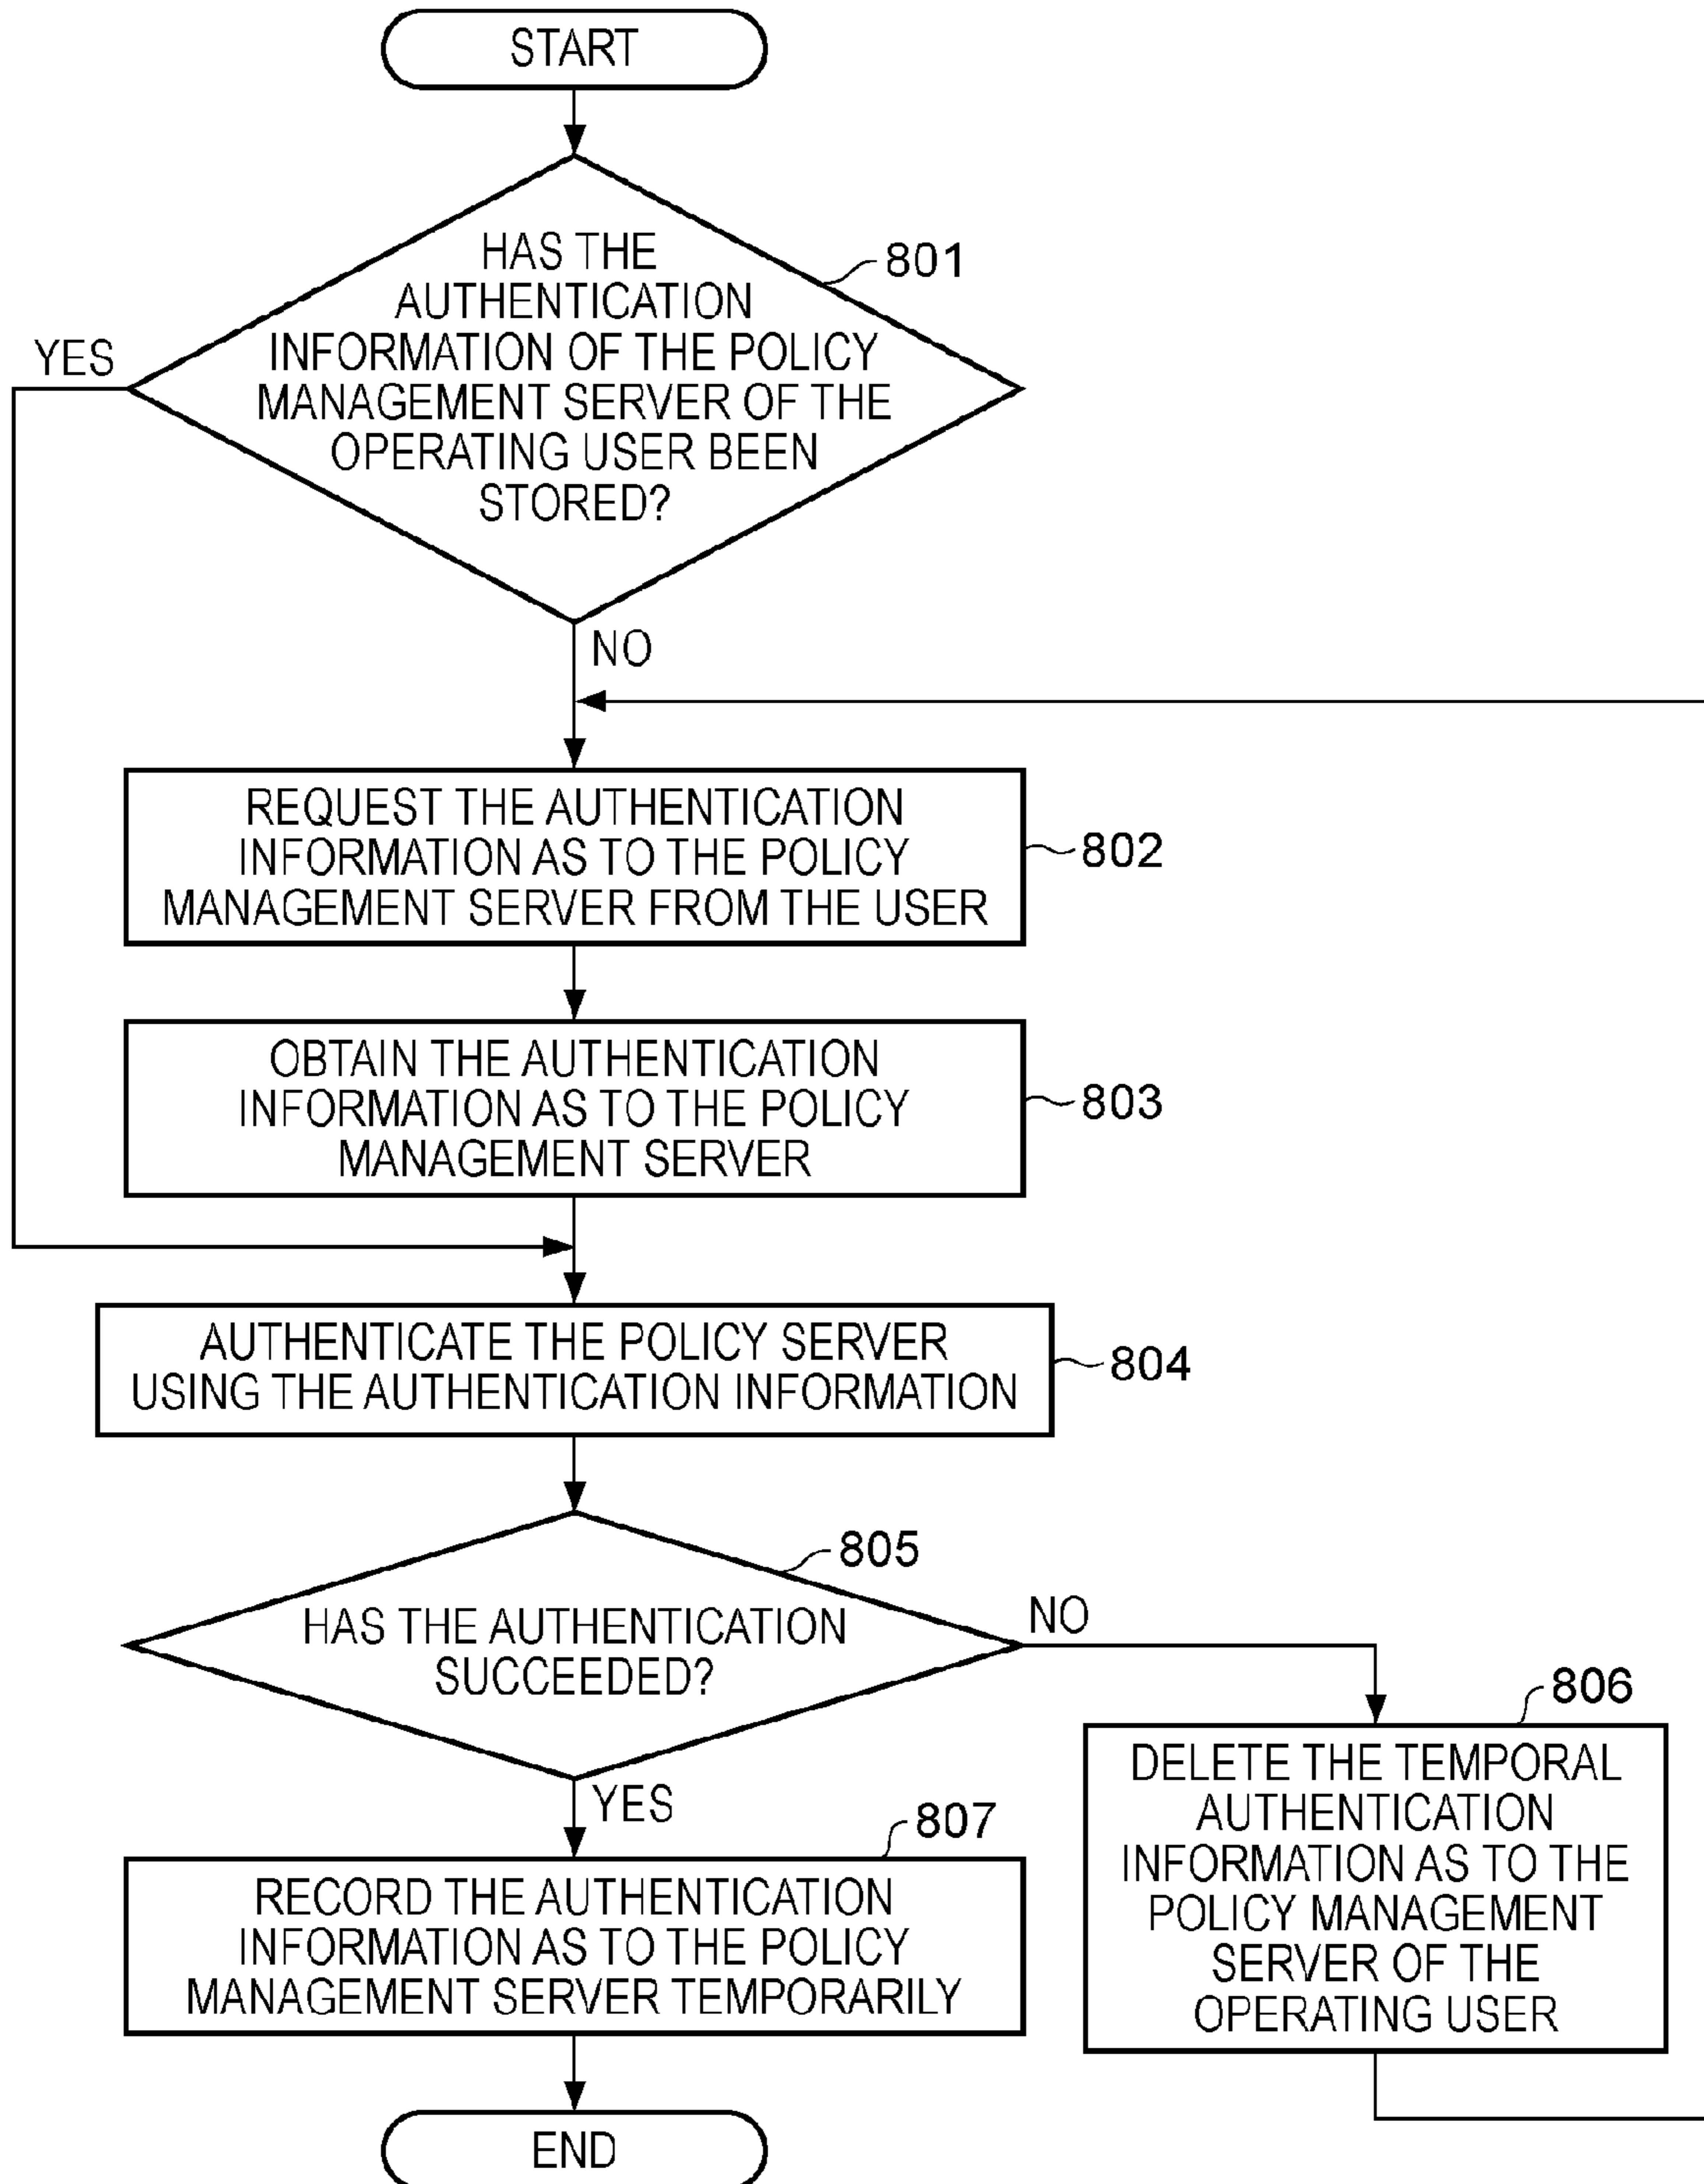 START
HAS THE
AUTHENTICATION
INFORMATION OF THE POLICY
MANAGEMENT SERVER OF THE
OPERATING USER BEEN
STORED?
801
YES
NO
REQUEST THE AUTHENTICATION
INFORMATION AS TO THE POLICY
MANAGEMENT SERVER FROM THE USER
802
OBTAIN THE AUTHENTICATION
INFORMATION AS TO THE POLICY
MANAGEMENT SERVER
803
AUTHENTICATE THE POLICY SERVER
USING THE AUTHENTICATION INFORMATION
804
HAS THE AUTHENTICATION
SUCCEEDED?
805
NO
YES
806
DELETE THE TEMPORAL
AUTHENTICATION
INFORMATION AS TO THE
POLICY MANAGEMENT
SERVER OF THE
OPERATING USER
807
RECORD THE AUTHENTICATION
INFORMATION AS TO THE POLICY
MANAGEMENT SERVER TEMPORARILY
END